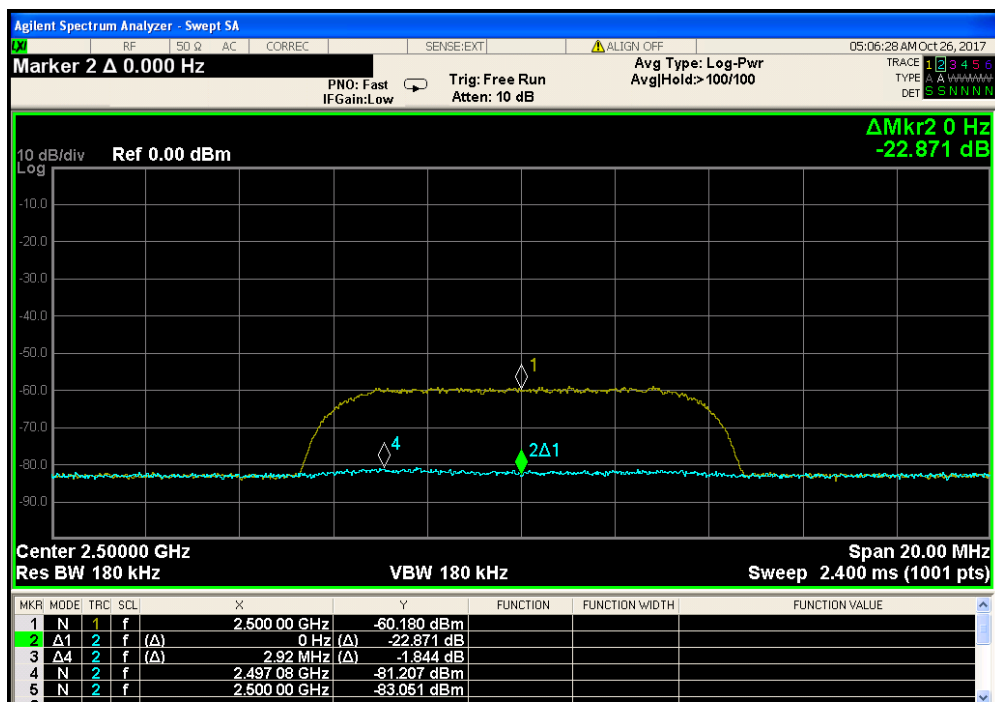 Agilent Spectrum Analyzer - Swept SA
LXI RF 50 Ω AC CORREC SENSE:EXT ALIGN OFF 05:06:28 AM Oct 26, 2017
Marker 2 Δ 0.000 Hz
PNO: Fast
IFGain:Low
Trig: Free Run
Atten: 10 dB
Avg Type: Log-Pwr
Avg|Hold:>100/100
TRACE 1 2 3 4 5 6
TYPE A A W W W W
DET S S N N N N
ΔMkr2 0 Hz
-22.871 dB
10 dB/div Ref 0.00 dBm
Log
-10.0
-20.0
-30.0
-40.0
-50.0
1
-60.0
-70.0
4
2Δ1
-80.0
-90.0
Center 2.50000 GHz Span 20.00 MHz
Res BW 180 kHz VBW 180 kHz Sweep 2.400 ms (1001 pts)
MKR MODE TRC SCL X Y FUNCTION FUNCTION WIDTH FUNCTION VALUE
1 N 1 f 2.500 00 GHz -60.180 dBm
2 Δ1 2 f (Δ) 0 Hz (Δ) -22.871 dB
3 Δ4 2 f (Δ) 2.92 MHz (Δ) -1.844 dB
4 N 2 f 2.497 08 GHz -81.207 dBm
5 N 2 f 2.500 00 GHz -83.051 dBm